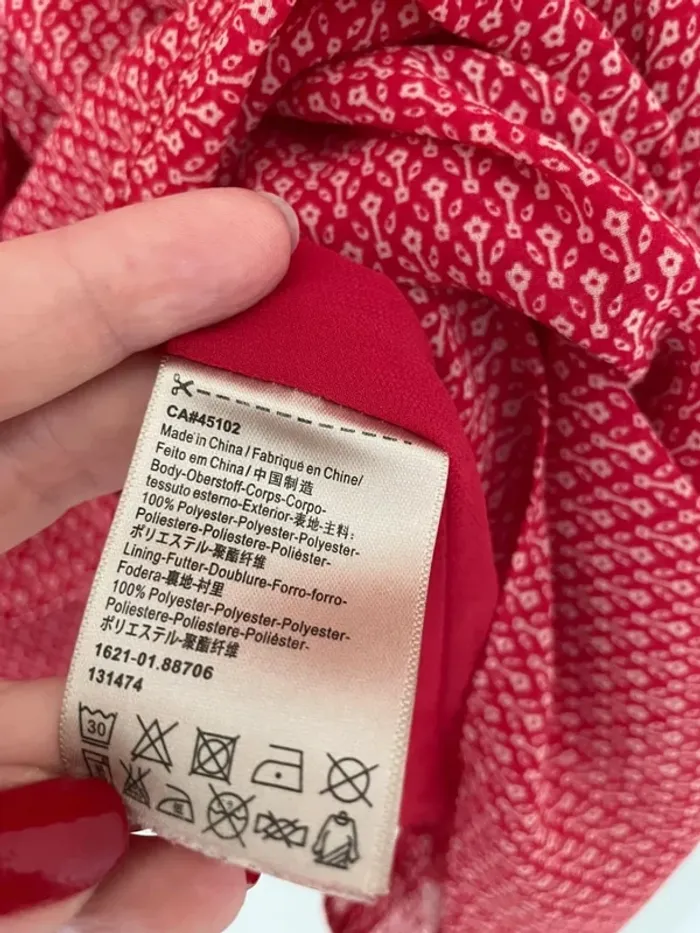 CA#45102
Made in China / Fabriqué en Chine/
Feito em China / 中国制造
Body-Oberstoff-Corps-Corpo-
tessuto esterno-Exterior-表地-主料:
100% Polyester-Polyester-Polyester-
Poliestere-Poliestere-Poliéster-
ポリエステル-聚酯纤维
Lining-Futter-Doublure-Forro-forro-
Fodera-裏地-衬里
100% Polyester-Polyester-Polyester-
Poliestere-Poliestere-Poliéster-
ポリエステル-聚酯纤维
1621-01.88706
131474
30